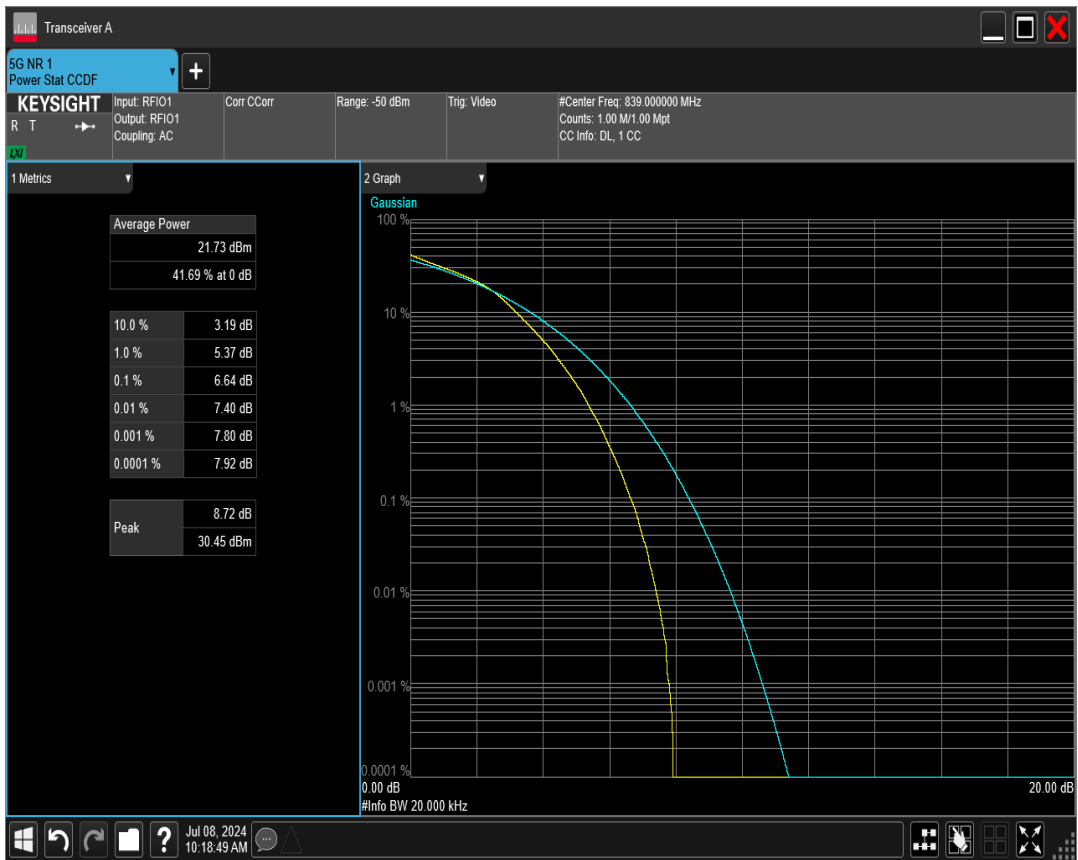 Transceiver A
5G NR 1
Power Stat CCDF
KEYSIGHT
R T
LXI
Input: RFIO1
Output: RFIO1
Coupling: AC
Corr CCorr
Range: -50 dBm
Trig: Video
#Center Freq: 839.000000 MHz
Counts: 1.00 M/1.00 Mpt
CC Info: DL, 1 CC
1 Metrics
Average Power
21.73 dBm
41.69 % at 0 dB
10.0 % 3.19 dB
1.0 % 5.37 dB
0.1 % 6.64 dB
0.01 % 7.40 dB
0.001 % 7.80 dB
0.0001 % 7.92 dB
Peak
8.72 dB
30.45 dBm
2 Graph
Gaussian
100 %
10 %
1 %
0.1 %
0.01 %
0.001 %
0.0001 %
0.00 dB 20.00 dB
#Info BW 20.000 kHz
Jul 08, 2024
10:18:49 AM